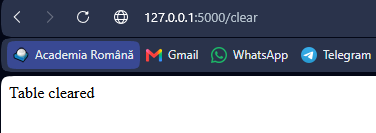 127.0.0.1:5000/clear
Academia Română Gmail WhatsApp Telegram
Table cleared